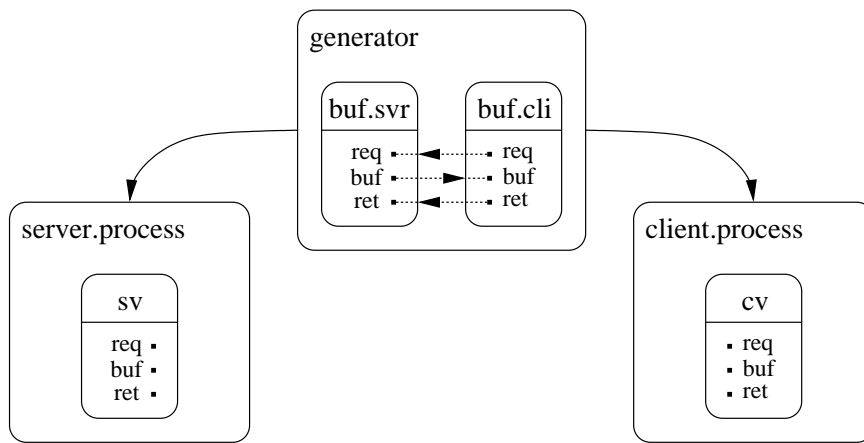 generator
buf.svr
buf.cli
req
req
buf
buf
ret
ret
server.process
sv
req
buf
ret
client.process
cv
req
buf
ret